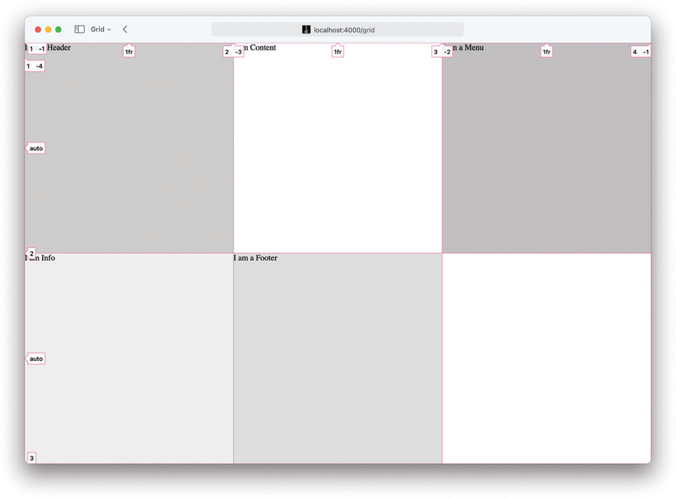 Grid
localhost:4000/grid
1 -1 Header 1fr 2 -3 Content 1fr 3 -2 a Menu 1fr 4 -1
1 -4
auto
2
Info I am a Footer
auto
3